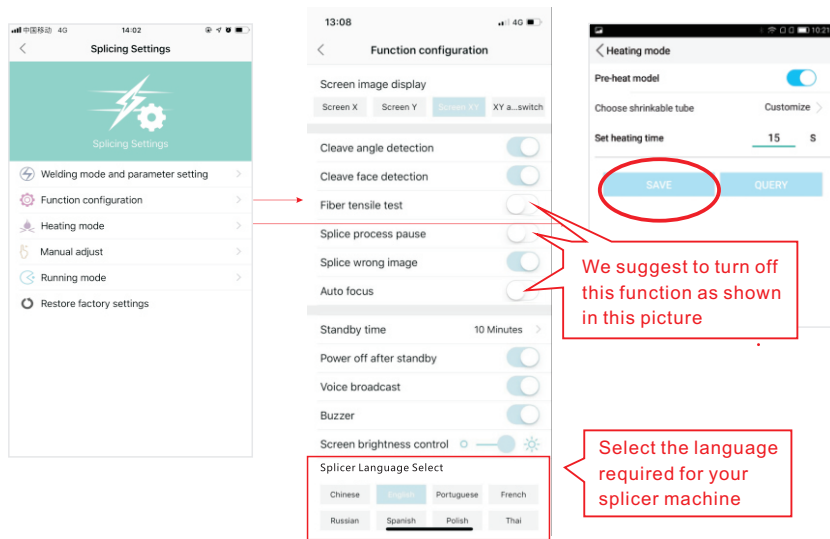 中国移动 4G 14:02
Splicing Settings
Splicing Settings
Welding mode and parameter setting
Function configuration
Heating mode
Manual adjust
Running mode
Restore factory settings
13:08 4G
Function configuration
Screen image display
Screen X Screen Y Screen XY XY a...switch
Cleave angle detection
Cleave face detection
Fiber tensile test
Splice process pause
Splice wrong image
Auto focus
Standby time 10 Minutes
Power off after standby
Voice broadcast
Buzzer
Screen brightness control
Splicer Language Select
Chinese English Portuguese French
Russian Spanish Polish Thai
10:21
Heating mode
Pre-heat model
Choose shrinkable tube Customize
Set heating time 15 S
SAVE QUERY
We suggest to turn off
this function as shown
in this picture
Select the language
required for your
splicer machine